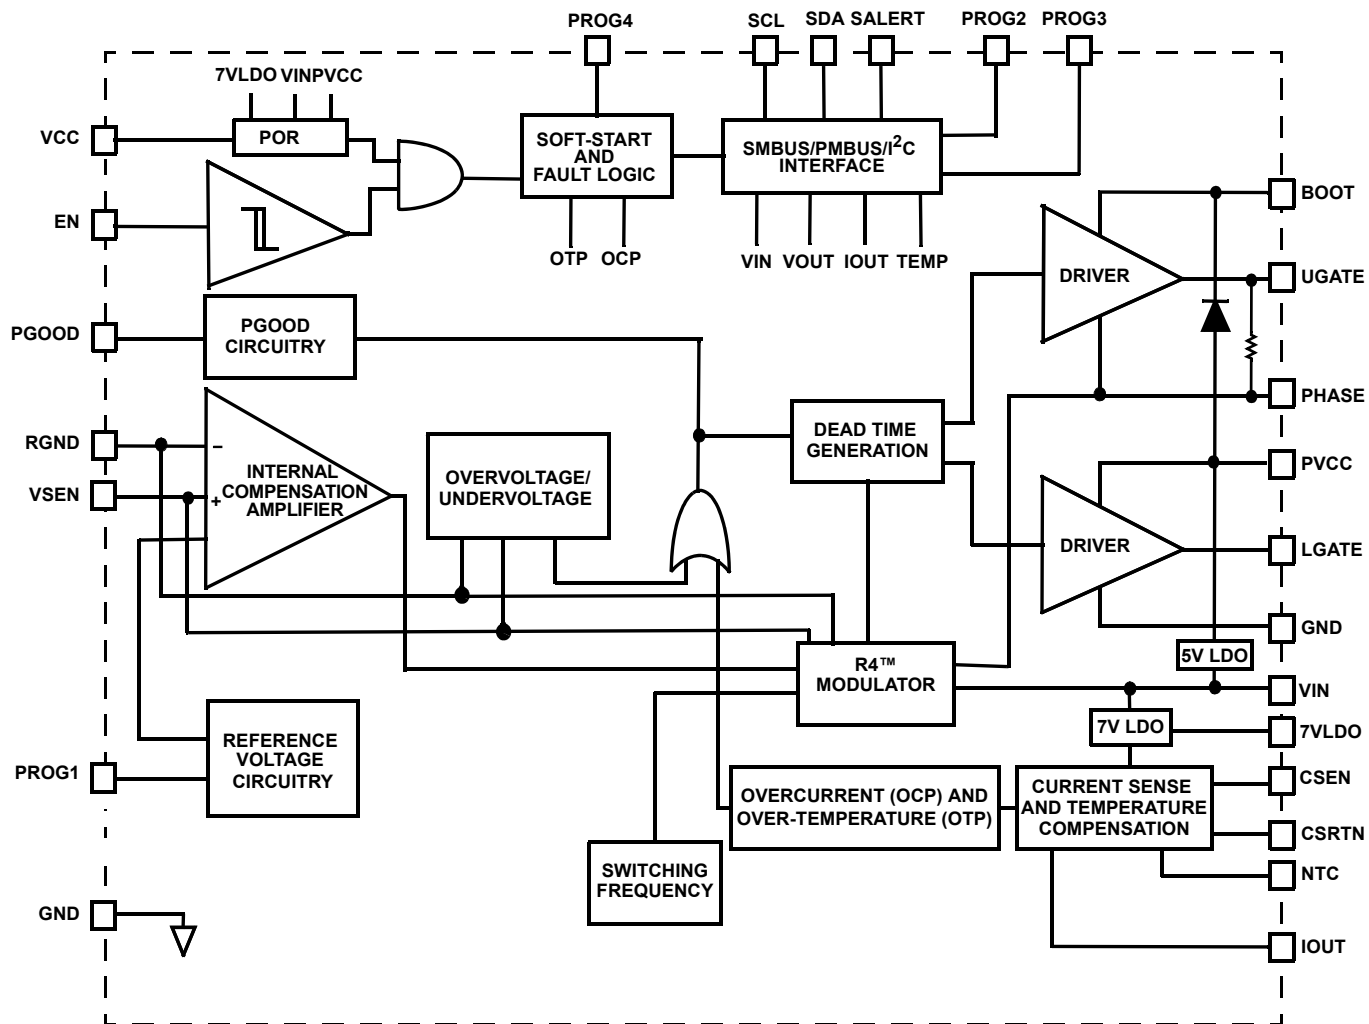 PROG4
SCL
SDA SALERT
PROG2
PROG3
7VLDO VINPVCC
VCC
POR
SOFT-START
AND
FAULT LOGIC
SMBUS/PMBUS/I²C
INTERFACE
BOOT
EN
OTP OCP
VIN VOUT IOUT TEMP
DRIVER
UGATE
PGOOD
PGOOD
CIRCUITRY
PHASE
RGND
−
INTERNAL
COMPENSATION
AMPLIFIER
VSEN
+
OVERVOLTAGE/
UNDERVOLTAGE
DEAD TIME
GENERATION
PVCC
DRIVER
LGATE
GND
5V LDO
R4™
MODULATOR
VIN
7V LDO
7VLDO
REFERENCE
VOLTAGE
CIRCUITRY
PROG1
OVERCURRENT (OCP) AND
OVER-TEMPERATURE (OTP)
CURRENT SENSE
AND TEMPERATURE
COMPENSATION
CSEN
CSRTN
SWITCHING
FREQUENCY
NTC
GND
IOUT